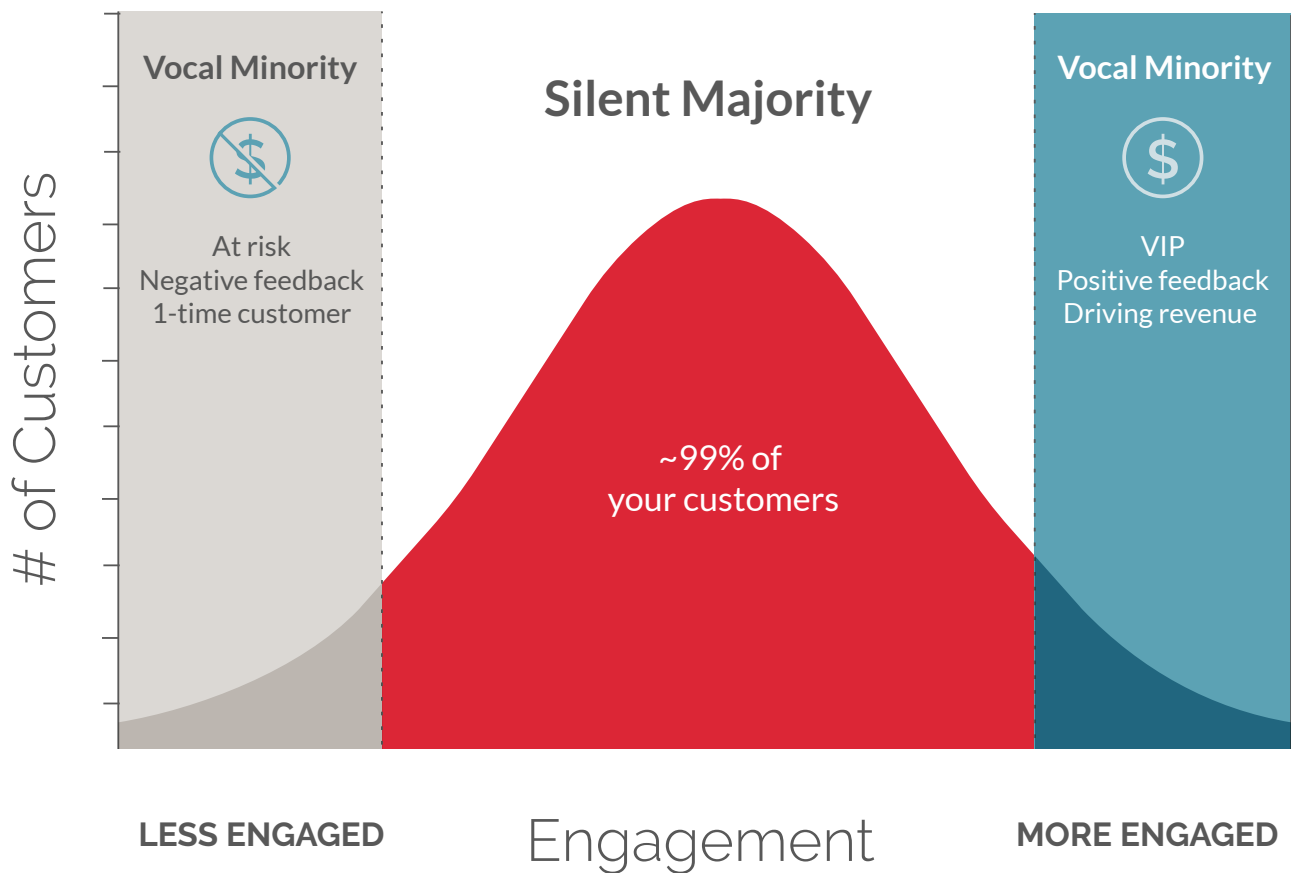 Vocal Minority
$
At risk
Negative feedback
1-time customer
Silent Majority
~99% of
your customers
Vocal Minority
$
VIP
Positive feedback
Driving revenue
# of Customers
LESS ENGAGED
Engagement
MORE ENGAGED